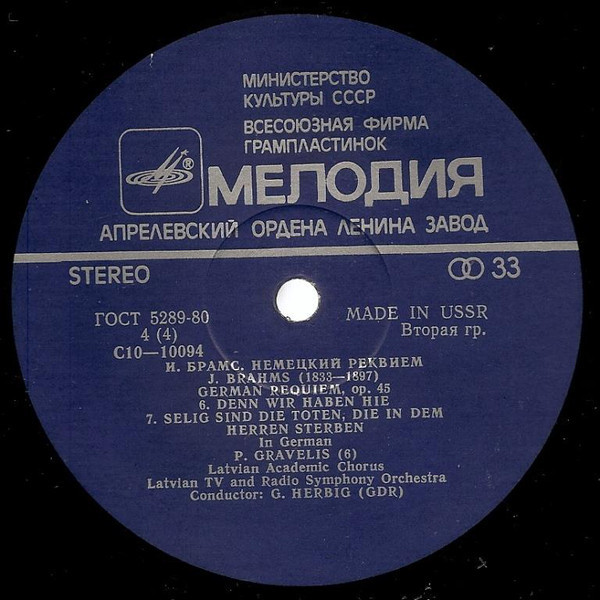 МИНИСТЕРСТВО
КУЛЬТУРЫ СССР
ВСЕСОЮЗНАЯ ФИРМА
ГРАМПЛАСТИНОК
®
МЕЛОДИЯ
АПРЕЛЕВСКИЙ ОРДЕНА ЛЕНИНА ЗАВОД
STEREO 33
ГОСТ 5289-80 MADE IN USSR
4 (4) Вторая гр.
С10—10094
И. БРАМС. НЕМЕЦКИЙ РЕКВИЕМ
J. BRAHMS (1833—1897)
GERMAN REQUIEM, op. 45
6. DENN WIR HABEN HIE
7. SELIG SIND DIE TOTEN, DIE IN DEM
HERREN STERBEN
In German
P. GRAVELIS (6)
Latvian Academic Chorus
Latvian TV and Radio Symphony Orchestra
Conductor: G. HERBIG (GDR)